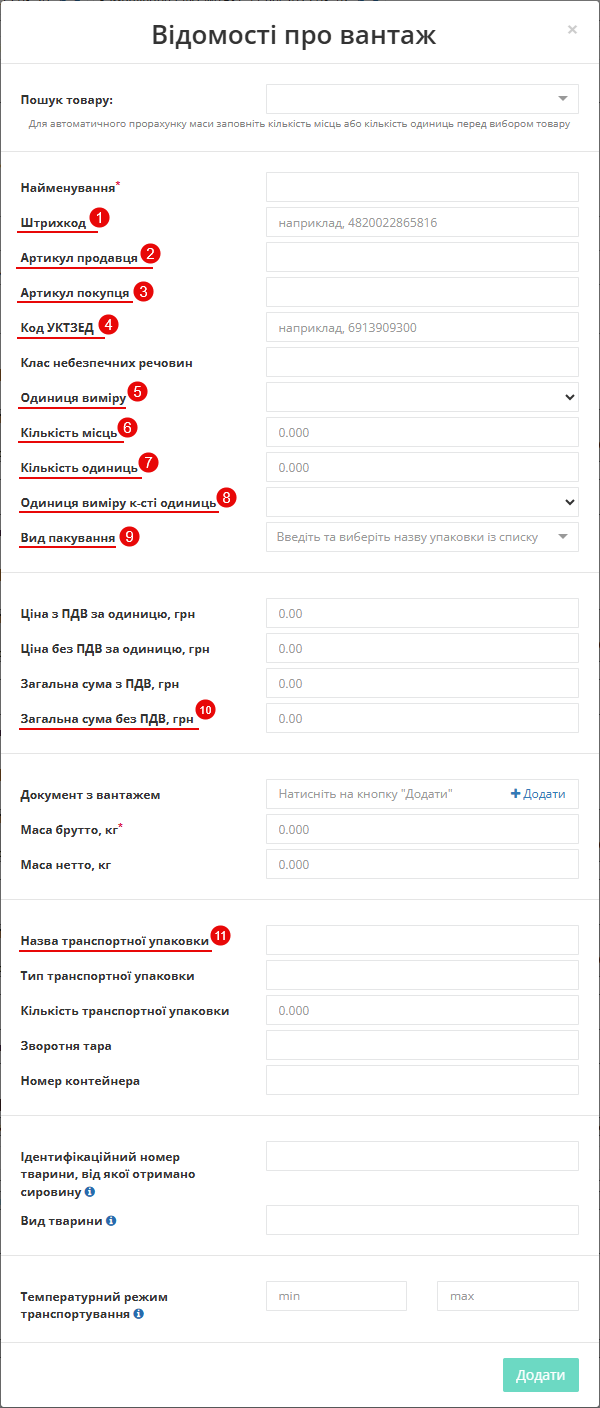 Відомості про вантаж ×
Пошук товару:
Для автоматичного прорахунку маси заповніть кількість місць або кількість одиниць перед вибором товару
Найменування*
Штрихкод 1 наприклад, 4820022865816
Артикул продавця 2
Артикул покупця 3
Код УКТЗЕД 4 наприклад, 6913909300
Клас небезпечних речовин
Одиниця виміру 5
Кількість місць 6 0.000
Кількість одиниць 7 0.000
Одиниця виміру к-сті одиниць 8
Вид пакування 9 Введіть та виберіть назву упаковки із списку
Ціна з ПДВ за одиницю, грн 0.00
Ціна без ПДВ за одиницю, грн 0.00
Загальна сума з ПДВ, грн 0.00
Загальна сума без ПДВ, грн 10 0.00
Документ з вантажем Натисніть на кнопку "Додати" + Додати
Маса брутто, кг* 0.000
Маса нетто, кг 0.000
Назва транспортної упаковки 11
Тип транспортної упаковки
Кількість транспортної упаковки 0.000
Зворотня тара
Номер контейнера
Ідентифікаційний номер
тварини, від якої отримано
сировину
Вид тварини
Температурний режим min max
транспортування
Додати